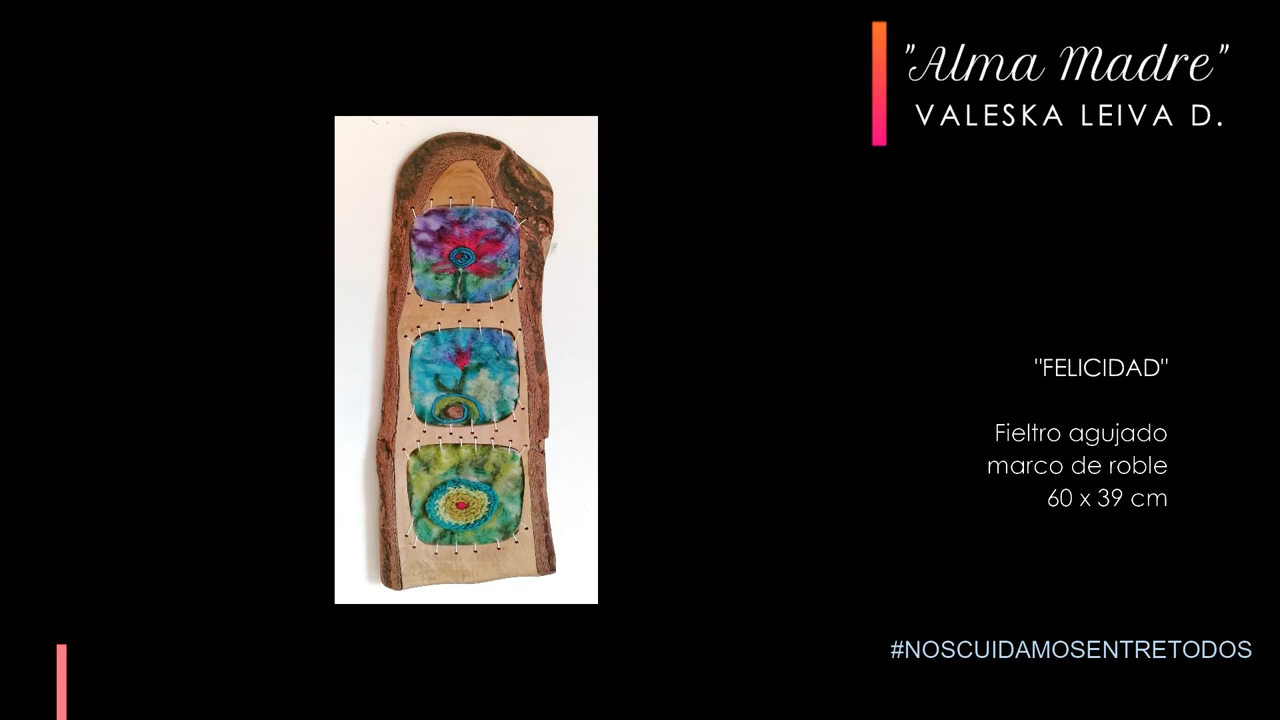 "Alma Madre"
VALESKA LEIVA D.
"FELICIDAD"
Fieltro agujado
marco de roble
60 x 39 cm
#NOSCUIDAMOSENTRETODOS